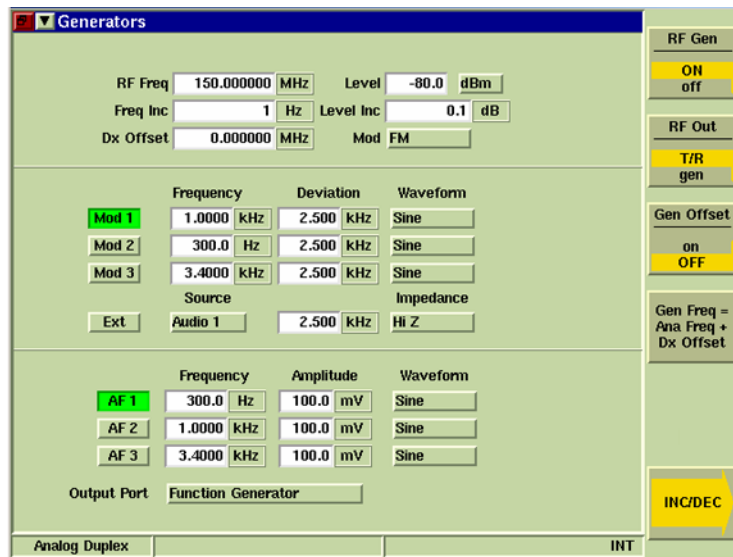 Generators
RF Freq 150.000000 MHz Level -80.0 dBm
Freq Inc 1 Hz Level Inc 0.1 dB
Dx Offset 0.000000 MHz Mod FM
Frequency Deviation Waveform
Mod 1 1.0000 kHz 2.500 kHz Sine
Mod 2 300.0 Hz 2.500 kHz Sine
Mod 3 3.4000 kHz 2.500 kHz Sine
Source Impedance
Ext Audio 1 2.500 kHz Hi Z
Frequency Amplitude Waveform
AF 1 300.0 Hz 100.0 mV Sine
AF 2 1.0000 kHz 100.0 mV Sine
AF 3 3.4000 kHz 100.0 mV Sine
Output Port Function Generator
Analog Duplex INT
RF Gen
ON
off
RF Out
T/R
gen
Gen Offset
on
OFF
Gen Freq =
Ana Freq +
Dx Offset
INC/DEC